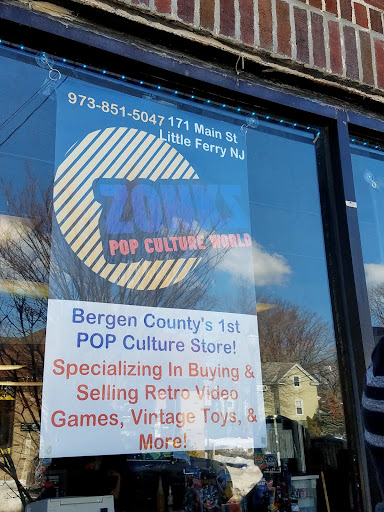 973-851-5047 171 Main St
Little Ferry NJ
ZONKS
POP CULTURE WORLD
Bergen County's 1st
POP Culture Store!
Specializing In Buying &
Selling Retro Video
Games, Vintage Toys, &
More!